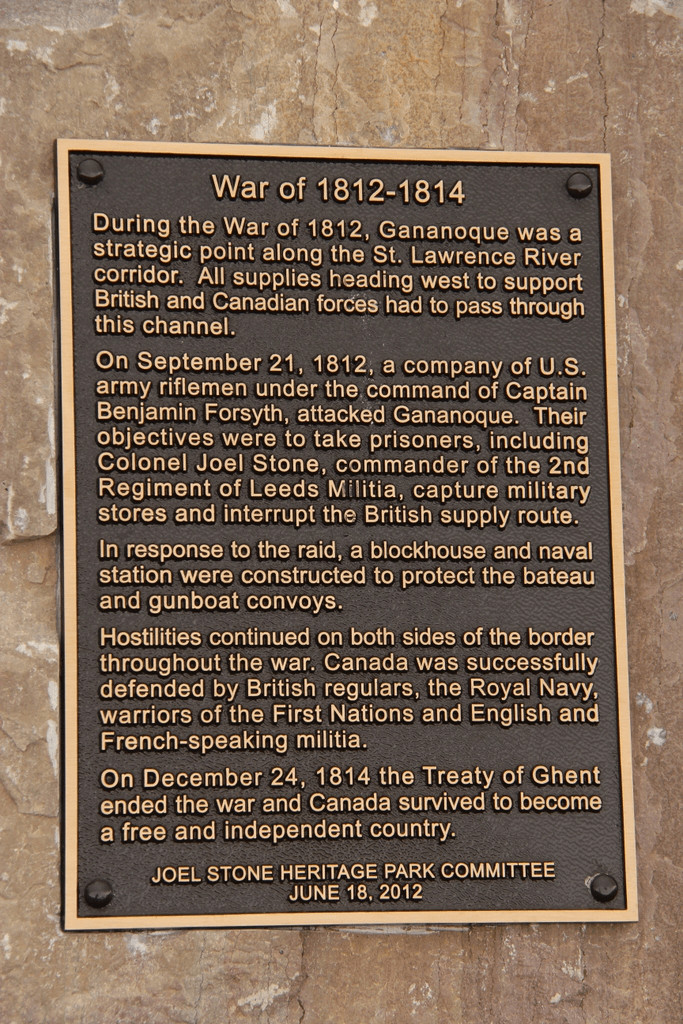 War of 1812-1814
During the War of 1812, Gananoque was a
strategic point along the St. Lawrence River
corridor. All supplies heading west to support
British and Canadian forces had to pass through
this channel.
On September 21, 1812, a company of U.S.
army riflemen under the command of Captain
Benjamin Forsyth, attacked Gananoque. Their
objectives were to take prisoners, including
Colonel Joel Stone, commander of the 2nd
Regiment of Leeds Militia, capture military
stores and interrupt the British supply route.
In response to the raid, a blockhouse and naval
station were constructed to protect the bateau
and gunboat convoys.
Hostilities continued on both sides of the border
throughout the war. Canada was successfully
defended by British regulars, the Royal Navy,
warriors of the First Nations and English and
French-speaking militia.
On December 24, 1814 the Treaty of Ghent
ended the war and Canada survived to become
a free and independent country.
JOEL STONE HERITAGE PARK COMMITTEE
JUNE 18, 2012